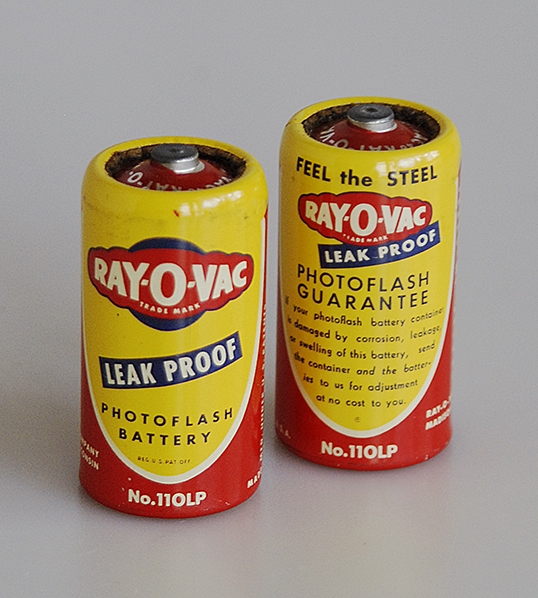 RAY-O-VAC
TRADE MARK
LEAK PROOF
PHOTOFLASH
BATTERY
REG. U.S. PAT. OFF.
No.110LP
FEEL the STEEL
RAY-O-VAC
TRADE MARK
LEAK PROOF
PHOTOFLASH
GUARANTEE
your photoflash battery container
is damaged by corrosion, leakage,
or swelling of this battery, send
the container and the batter-
ies to us for adjustment
at no cost to you.
No.110LP
RAY-O-